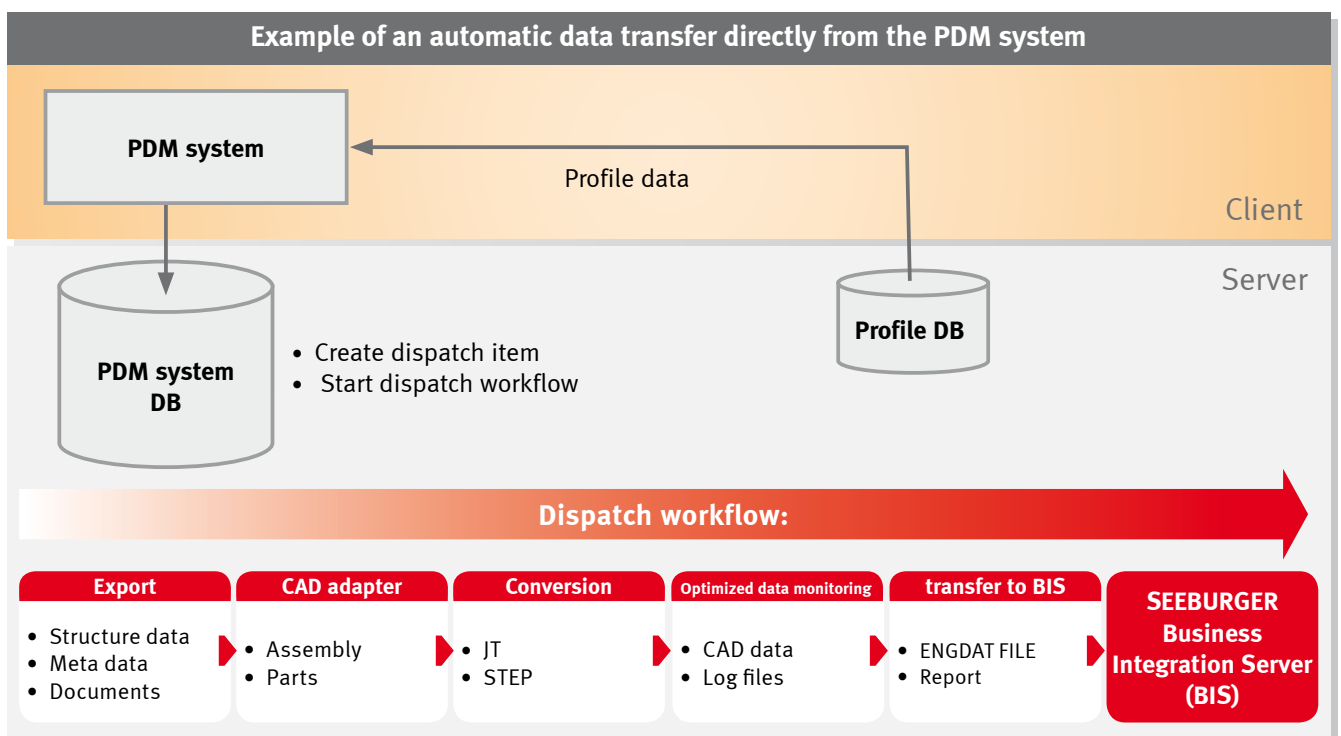 Example of an automatic data transfer directly from the PDM system
PDM system
Profile data
Client
Server
PDM system
DB
• Create dispatch item
• Start dispatch workflow
Profile DB
Dispatch workflow:
Export
• Structure data
• Meta data
• Documents
CAD adapter
• Assembly
• Parts
Conversion
• JT
• STEP
Optimized data monitoring
• CAD data
• Log files
transfer to BIS
• ENGDAT FILE
• Report
SEEBURGER
Business
Integration Server
(BIS)